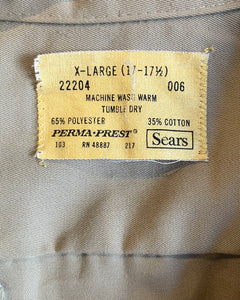 X-LARGE (17-17½)
22204 006
MACHINE WASH WARM
TUMBLE DRY
65% POLYESTER 35% COTTON
PERMA-PREST® Sears
103 RN 48887 217